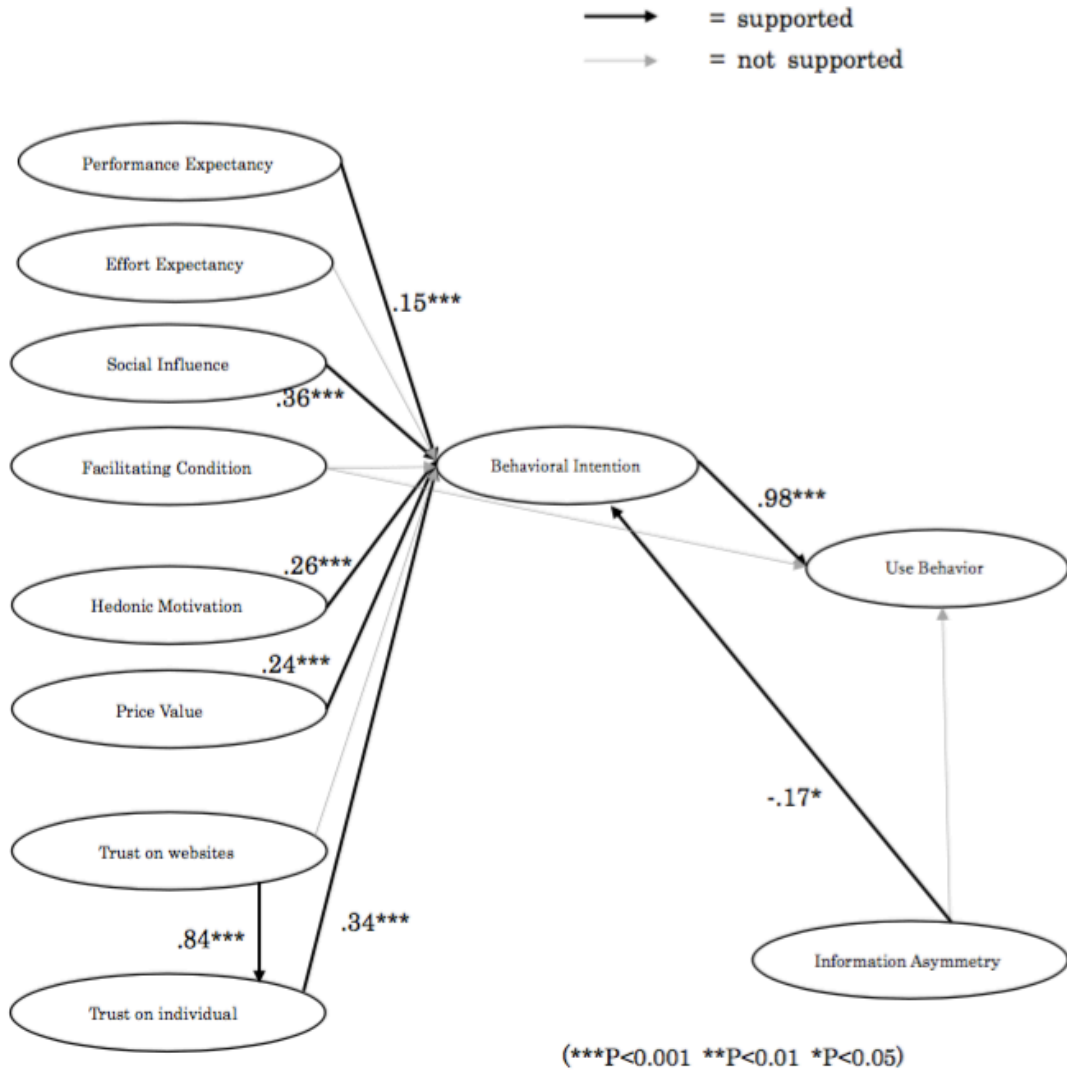 = supported
= not supported
Performance Expectancy
Effort Expectancy
.15***
Social Influence
.36***
Facilitating Condition
Behavioral Intention
.98***
Use Behavior
.26***
Hedonic Motivation
.24***
Price Value
-.17*
Trust on websites
.84***
.34***
Information Asymmetry
Trust on individual
(***P<0.001 **P<0.01 *P<0.05)